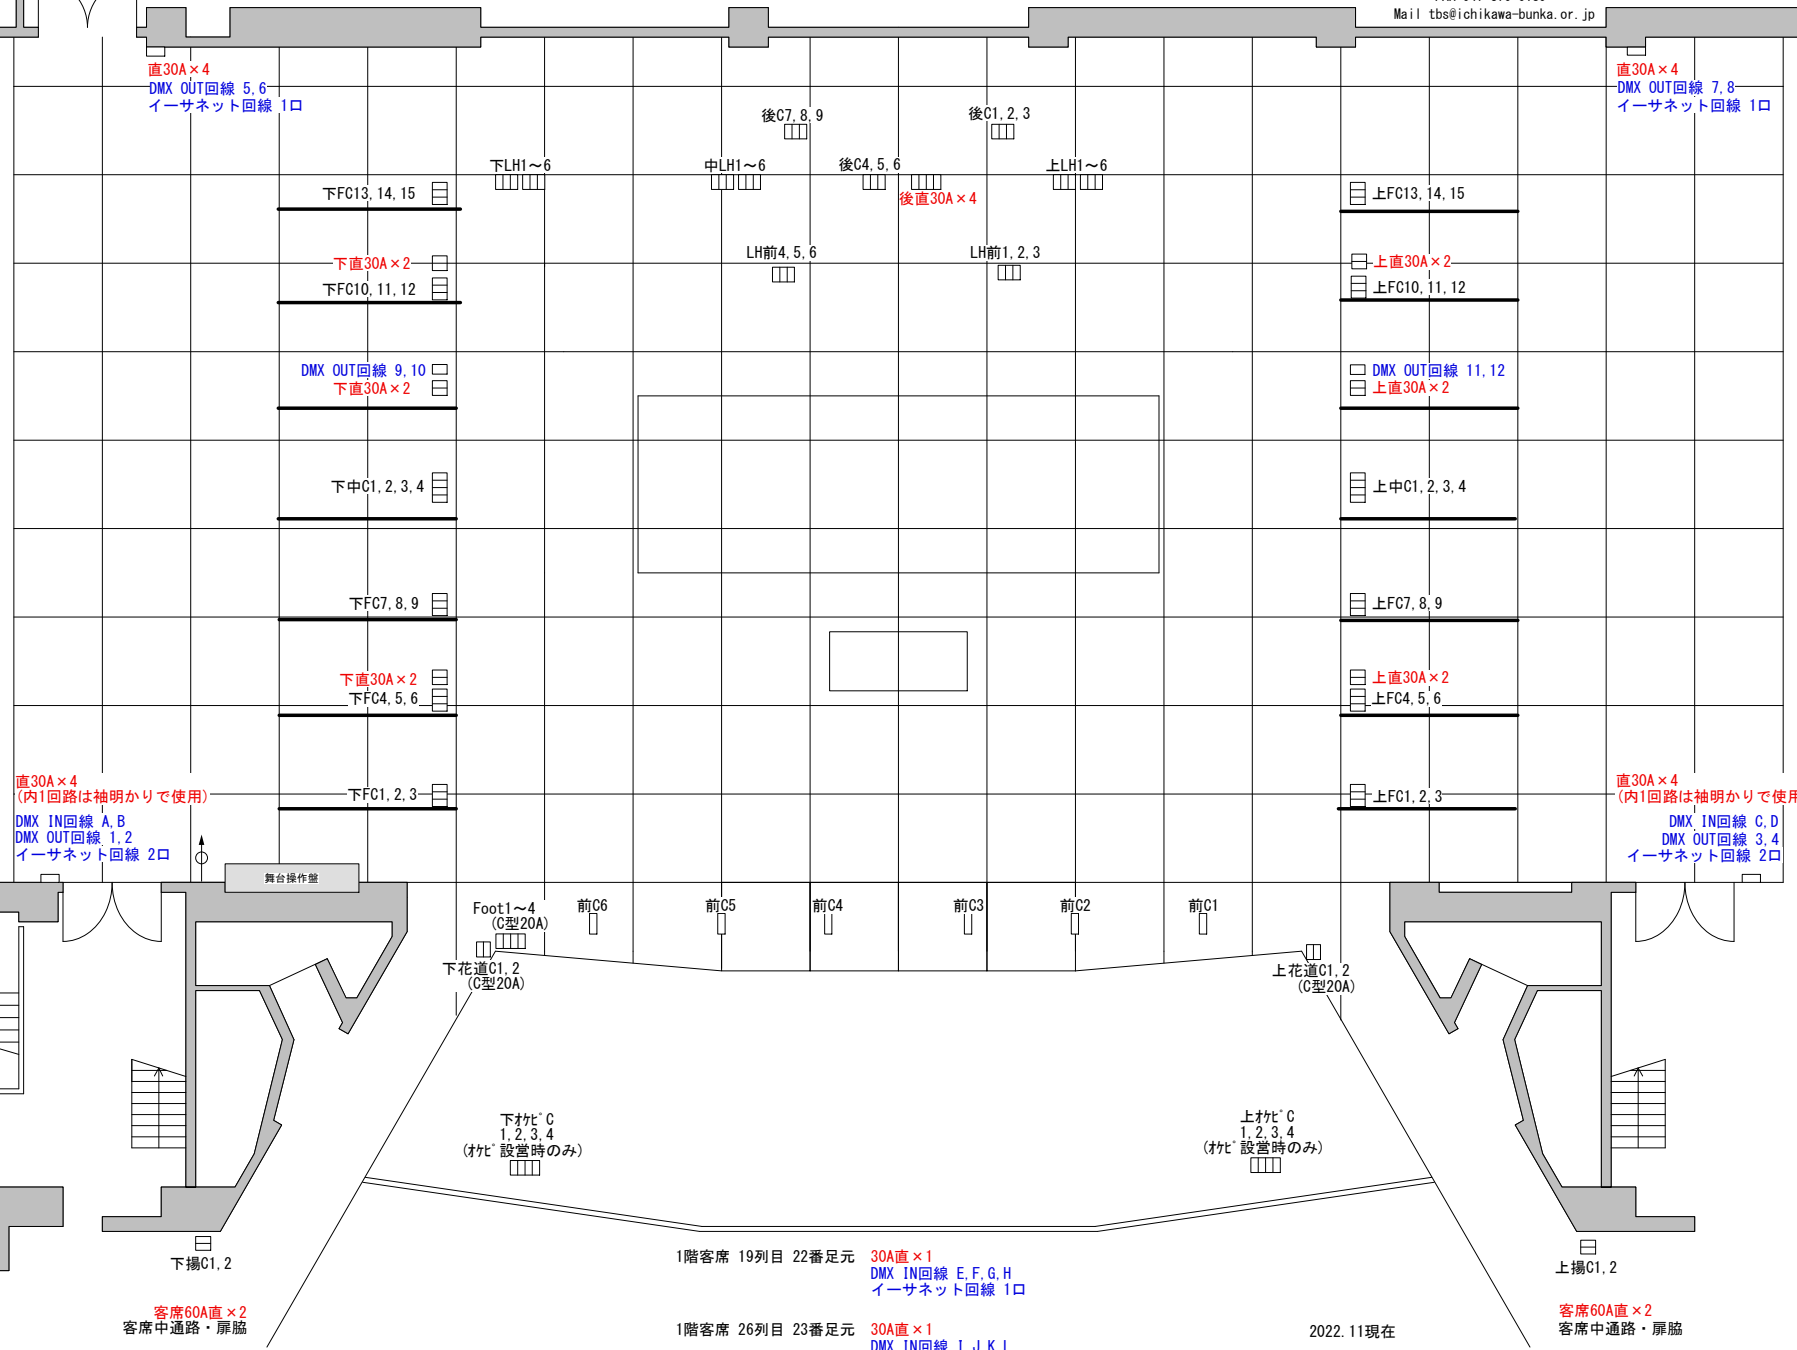 Mail tbs@ichikawa-bunka.or.jp
直30A×4
DMX OUT回線 5,6
イーサネット回線 1口
直30A×4
DMX OUT回線 7,8
イーサネット回線 1口
後C7,8,9
後C1,2,3
下LH1～6
中LH1～6
後C4,5,6
上LH1～6
後直30A×4
下FC13,14,15
上FC13,14,15
LH前4,5,6
LH前1,2,3
下直30A×2
上直30A×2
下FC10,11,12
上FC10,11,12
DMX OUT回線 9,10
DMX OUT回線 11,12
下直30A×2
上直30A×2
下中C1,2,3,4
上中C1,2,3,4
下FC7,8,9
上FC7,8,9
下直30A×2
上直30A×2
下FC4,5,6
上FC4,5,6
直30A×4
(内1回路は袖明かりで使用)
下FC1,2,3
上FC1,2,3
直30A×4
(内1回路は袖明かりで使用
DMX IN回線 A,B
DMX OUT回線 1,2
イーサネット回線 2口
DMX IN回線 C,D
DMX OUT回線 3,4
イーサネット回線 2口
舞台操作盤
Foot1～4
(C型20A)
前C6
前C5
前C4
前C3
前C2
前C1
下花道C1,2
(C型20A)
上花道C1,2
(C型20A)
下ｵｹﾋﾟC
1,2,3,4
(ｵｹﾋﾟ設営時のみ)
上ｵｹﾋﾟC
1,2,3,4
(ｵｹﾋﾟ設営時のみ)
下揚C1,2
上揚C1,2
1階客席 19列目 22番足元 30A直×1
DMX IN回線 E,F,G,H
イーサネット回線 1口
客席60A直×2
客席中通路・扉脇
客席60A直×2
客席中通路・扉脇
1階客席 26列目 23番足元 30A直×1
DMX IN回線 I,J,K,L
2022.11現在